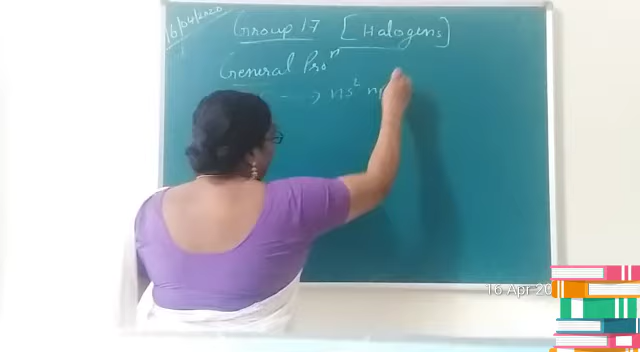 16/04/2020
Group 17 [Halogens]
General Proⁿ
→ ns² np
16 Apr 20